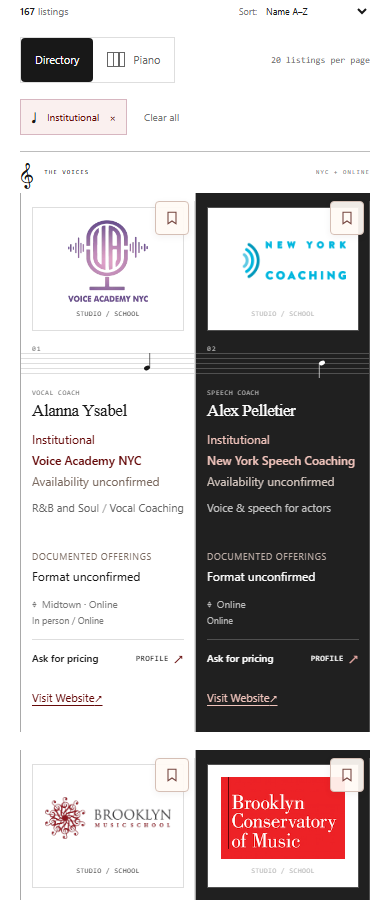 167 listings
Sort: Name A–Z
Directory
Piano
20 listings per page
Institutional ×
Clear all
THE VOICES
NYC + ONLINE
VOICE ACADEMY NYC
STUDIO / SCHOOL
01
VOCAL COACH
Alanna Ysabel
Institutional
Voice Academy NYC
Availability unconfirmed
R&B and Soul / Vocal Coaching
DOCUMENTED OFFERINGS
Format unconfirmed
Midtown · Online
In person / Online
Ask for pricing
PROFILE ↗
Visit Website↗
NEW YORK
COACHING
STUDIO / SCHOOL
02
SPEECH COACH
Alex Pelletier
Institutional
New York Speech Coaching
Availability unconfirmed
Voice & speech for actors
DOCUMENTED OFFERINGS
Format unconfirmed
Online
Online
Ask for pricing
PROFILE ↗
Visit Website↗
BROOKLYN
MUSIC SCHOOL
STUDIO / SCHOOL
Brooklyn
Conservatory
of Music
STUDIO / SCHOOL